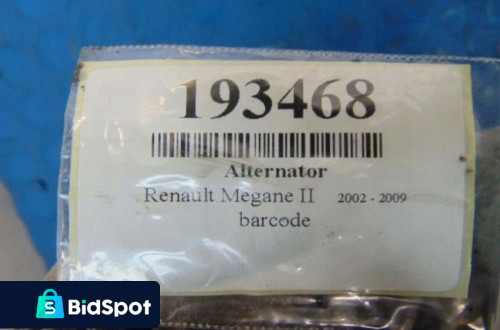 193468
Alternator
Renault Megane II 2002 - 2009
barcode
BidSpot